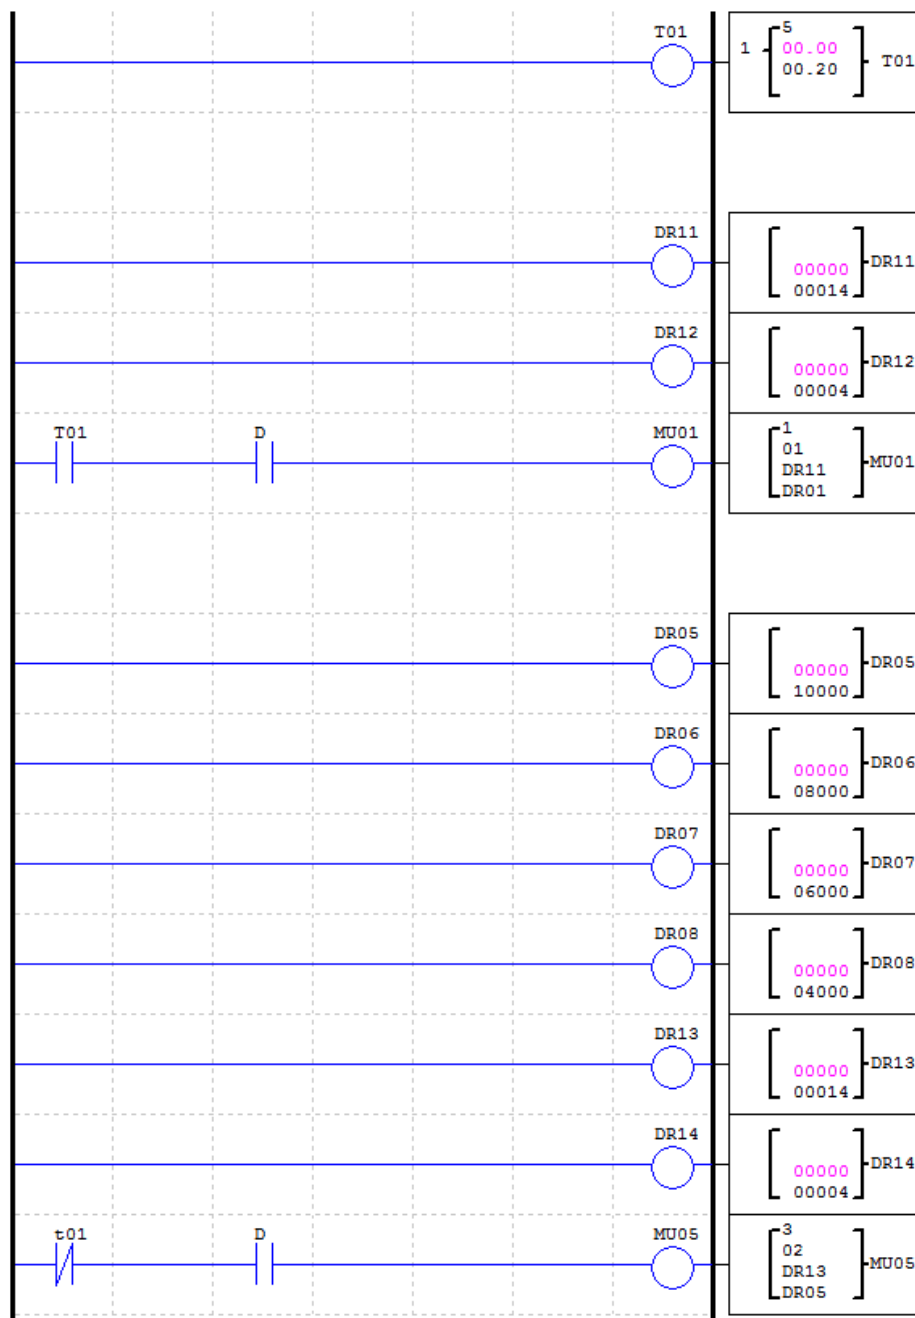 T01
1
5
00.00
00.20
T01
DR11
00000
00014
DR11
DR12
00000
00004
DR12
T01 D MU01
1
01
DR11
DR01
MU01
DR05
00000
10000
DR05
DR06
00000
08000
DR06
DR07
00000
06000
DR07
DR08
00000
04000
DR08
DR13
00000
00014
DR13
DR14
00000
00004
DR14
t01 D MU05
3
02
DR13
DR05
MU05